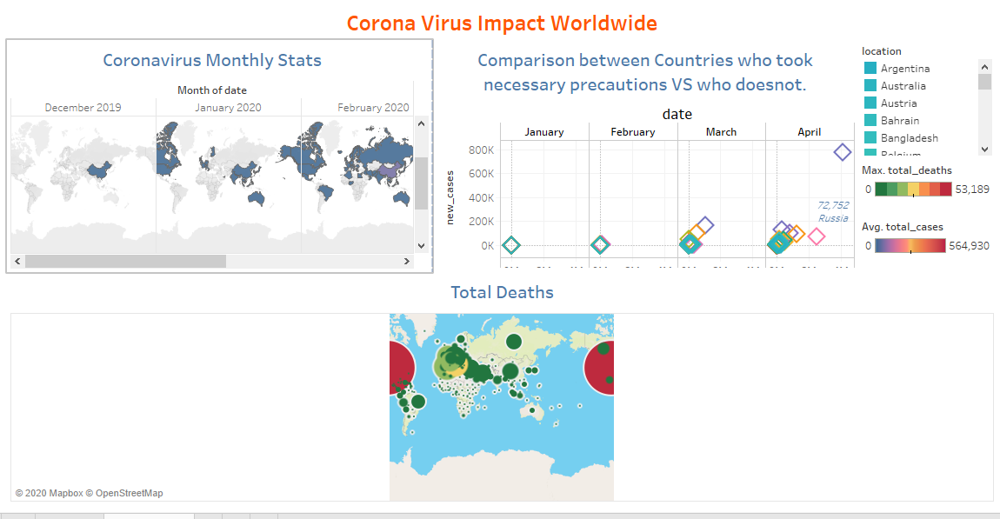 Corona Virus Impact Worldwide
Coronavirus Monthly Stats
Month of date
December 2019
January 2020
February 2020
Comparison between Countries who took
necessary precautions VS who doesnot.
date
January
February
March
April
new_cases
800K
600K
400K
200K
0K
72,752
Russia
location
Argentina
Australia
Austria
Bahrain
Bangladesh
Belgium
Max. total_deaths
0
53,189
Avg. total_cases
0
564,930
Total Deaths
© 2020 Mapbox © OpenStreetMap